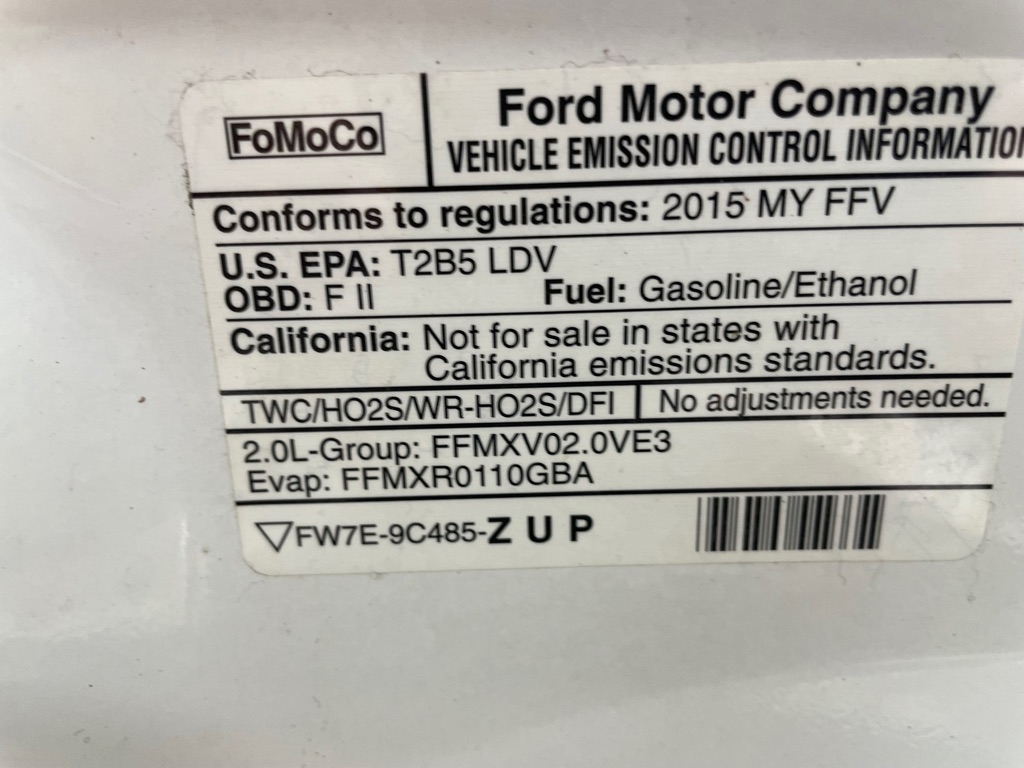 FoMoCo
Ford Motor Company
VEHICLE EMISSION CONTROL INFORMATION
Conforms to regulations: 2015 MY FFV
U.S. EPA: T2B5 LDV
OBD: F II Fuel: Gasoline/Ethanol
California: Not for sale in states with
California emissions standards.
TWC/HO2S/WR-HO2S/DFI No adjustments needed.
2.0L-Group: FFMXV02.0VE3
Evap: FFMXR0110GBA
▽FW7E-9C485-Z U P